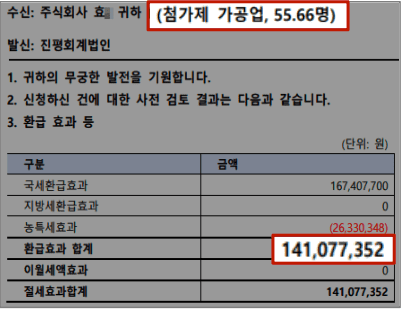 수신: 주식회사 효 귀하 (첨가제 가공업, 55.66명)
발신: 진평회계법인
1. 귀하의 무궁한 발전을 기원합니다.
2. 신청하신 건에 대한 사전 검토 결과는 다음과 같습니다.
3. 환급 효과 등
(단위: 원)
구분 금액
국세환급효과 167,407,700
지방세환급효과 0
농특세효과 (26,330,348)
환급효과 합계 141,077,352
이월세액효과 0
절세효과합계 141,077,352